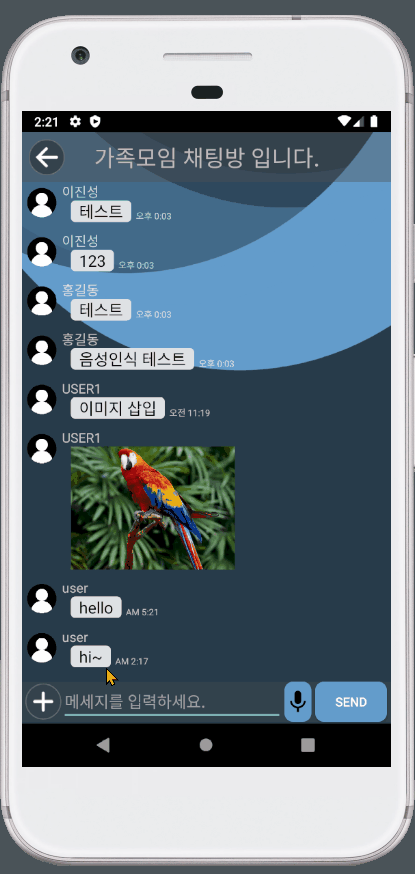 2:21
가족모임 채팅방 입니다.
이진성
테스트 오후 0:03
이진성
123 오후 0:03
홍길동
테스트 오후 0:03
홍길동
음성인식 테스트 오후 0:03
USER1
이미지 삽입 오전 11:19
USER1
user
hello AM 5:21
user
hi~ AM 2:17
메세지를 입력하세요.
SEND